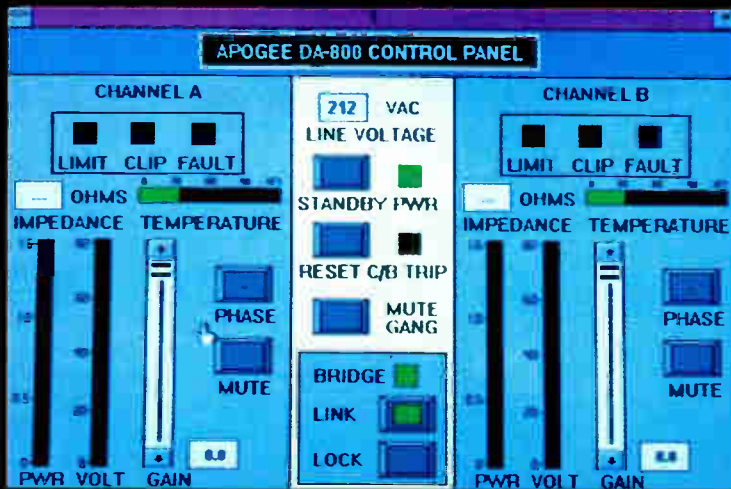 APOGEE DA-800 CONTROL PANEL
CHANNEL A
LIMIT CLIP FAULT
OHMS
IMPEDANCE TEMPERATURE
PHASE
MUTE
0.0
PWR VOLT GAIN
212 VAC
LINE VOLTAGE
STANDBY PWR
RESET C/B TRIP
MUTE
GANG
BRIDGE
LINK
LOCK
CHANNEL B
LIMIT CLIP FAULT
OHMS
IMPEDANCE TEMPERATURE
PHASE
MUTE
PWR VOLT GAIN